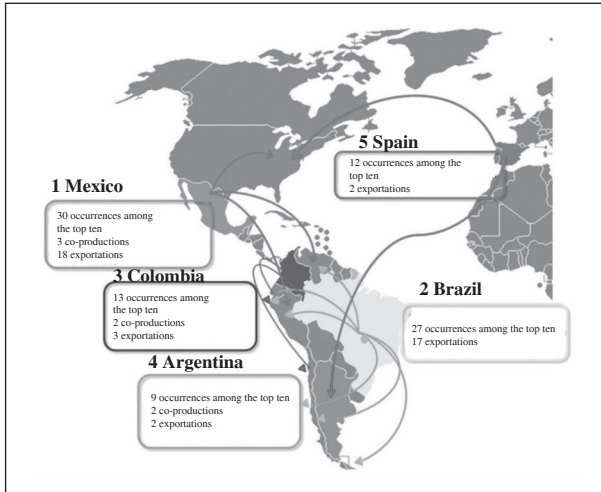 5 Spain
12 occurrences among the
top ten
2 exportations
1 Mexico
30 occurrences among
the top ten
3 co-productions
18 exportations
3 Colombia
13 occurrences among
the top ten
2 co-productions
3 exportations
2 Brazil
27 occurrences among the top ten
17 exportations
4 Argentina
9 occurrences among the top ten
2 co-productions
2 exportations